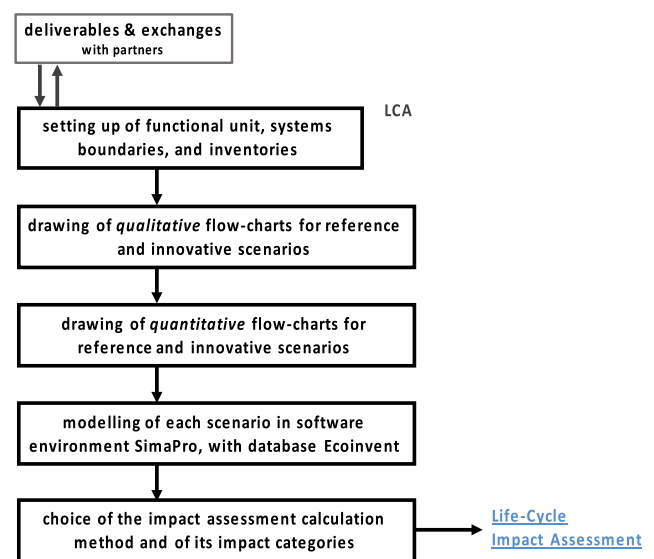 deliverables & exchanges
with partners
LCA
setting up of functional unit, systems
boundaries, and inventories
drawing of qualitative flow-charts for reference
and innovative scenarios
drawing of quantitative flow-charts for
reference and innovative scenarios
modelling of each scenario in software
environment SimaPro, with database Ecoinvent
choice of the impact assessment calculation
method and of its impact categories
Life-Cycle
Impact Assessment